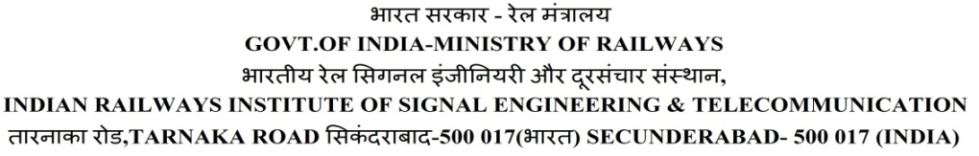 भारत सरकार - रेल मंत्रालय
GOVT.OF INDIA-MINISTRY OF RAILWAYS
भारतीय रेल सिगनल इंजीनियरी और दूरसंचार संस्थान,
INDIAN RAILWAYS INSTITUTE OF SIGNAL ENGINEERING & TELECOMMUNICATION
तारनाका रोड,TARNAKA ROAD सिकंदराबाद-500 017(भारत) SECUNDERABAD- 500 017 (INDIA)